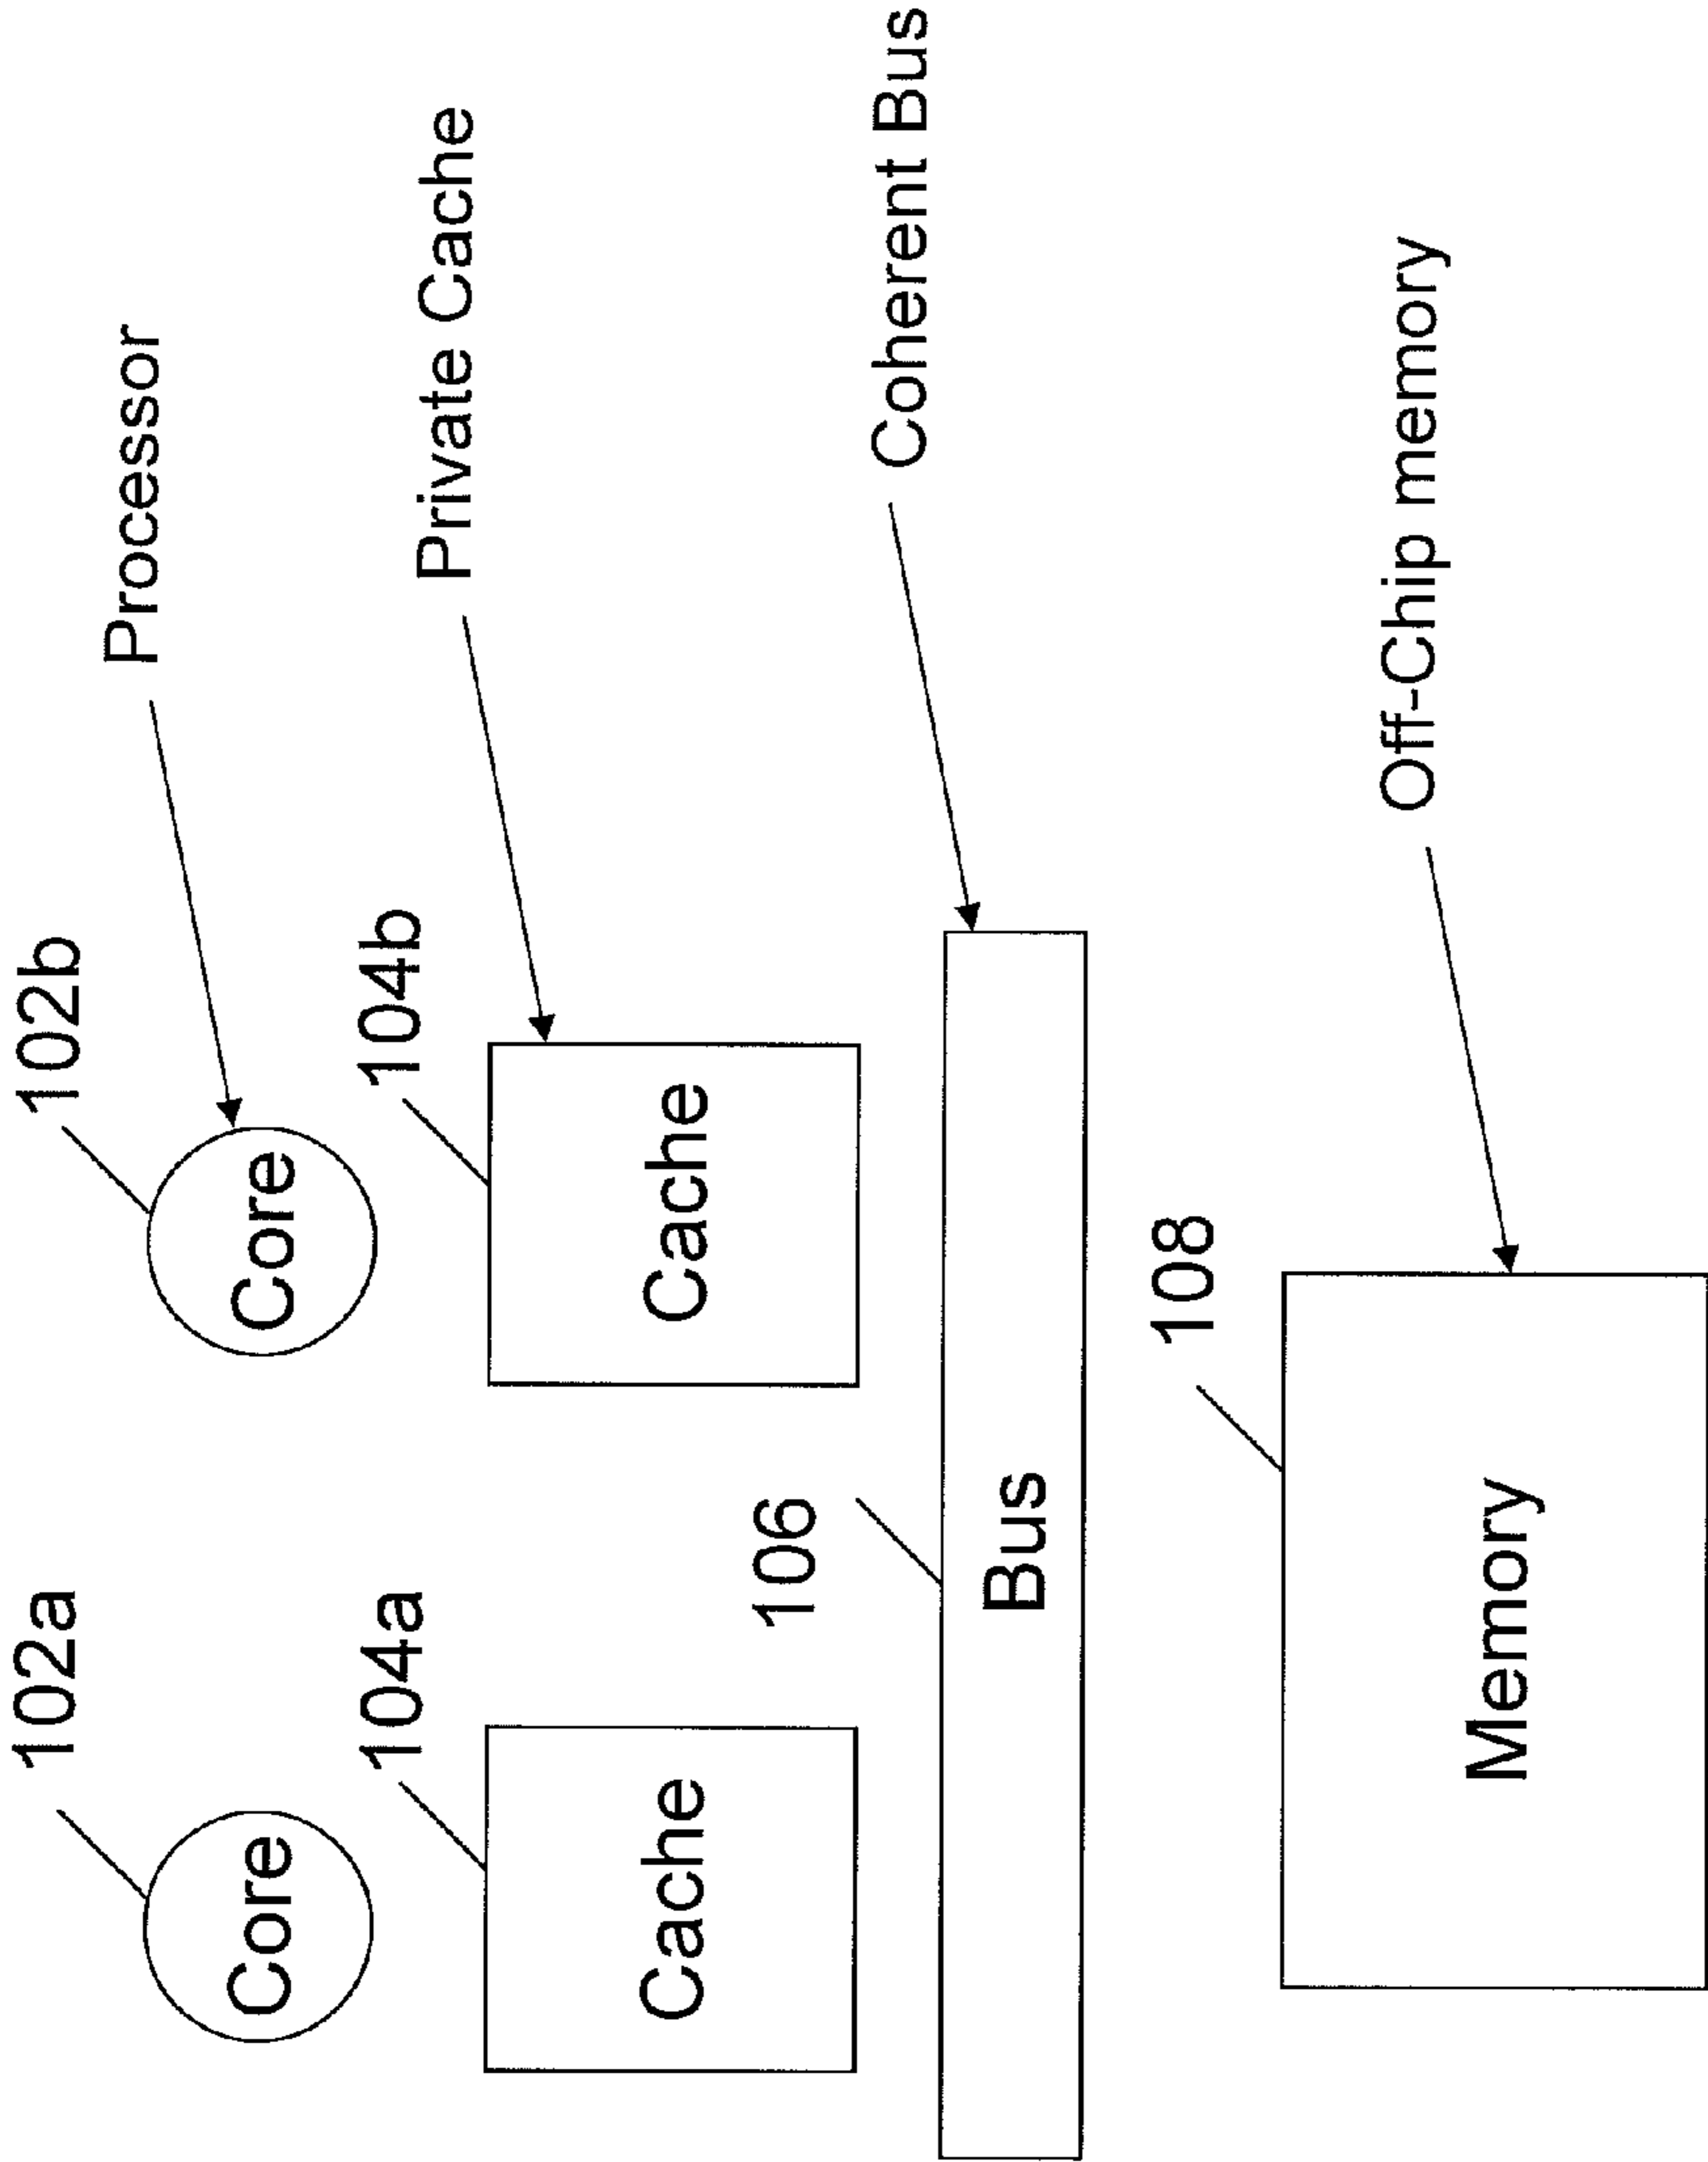 102a
102b
Core
Core
Processor
104a
104b
Cache
Cache
Private Cache
106
Bus
Coherent Bus
108
Memory
Off-Chip memory